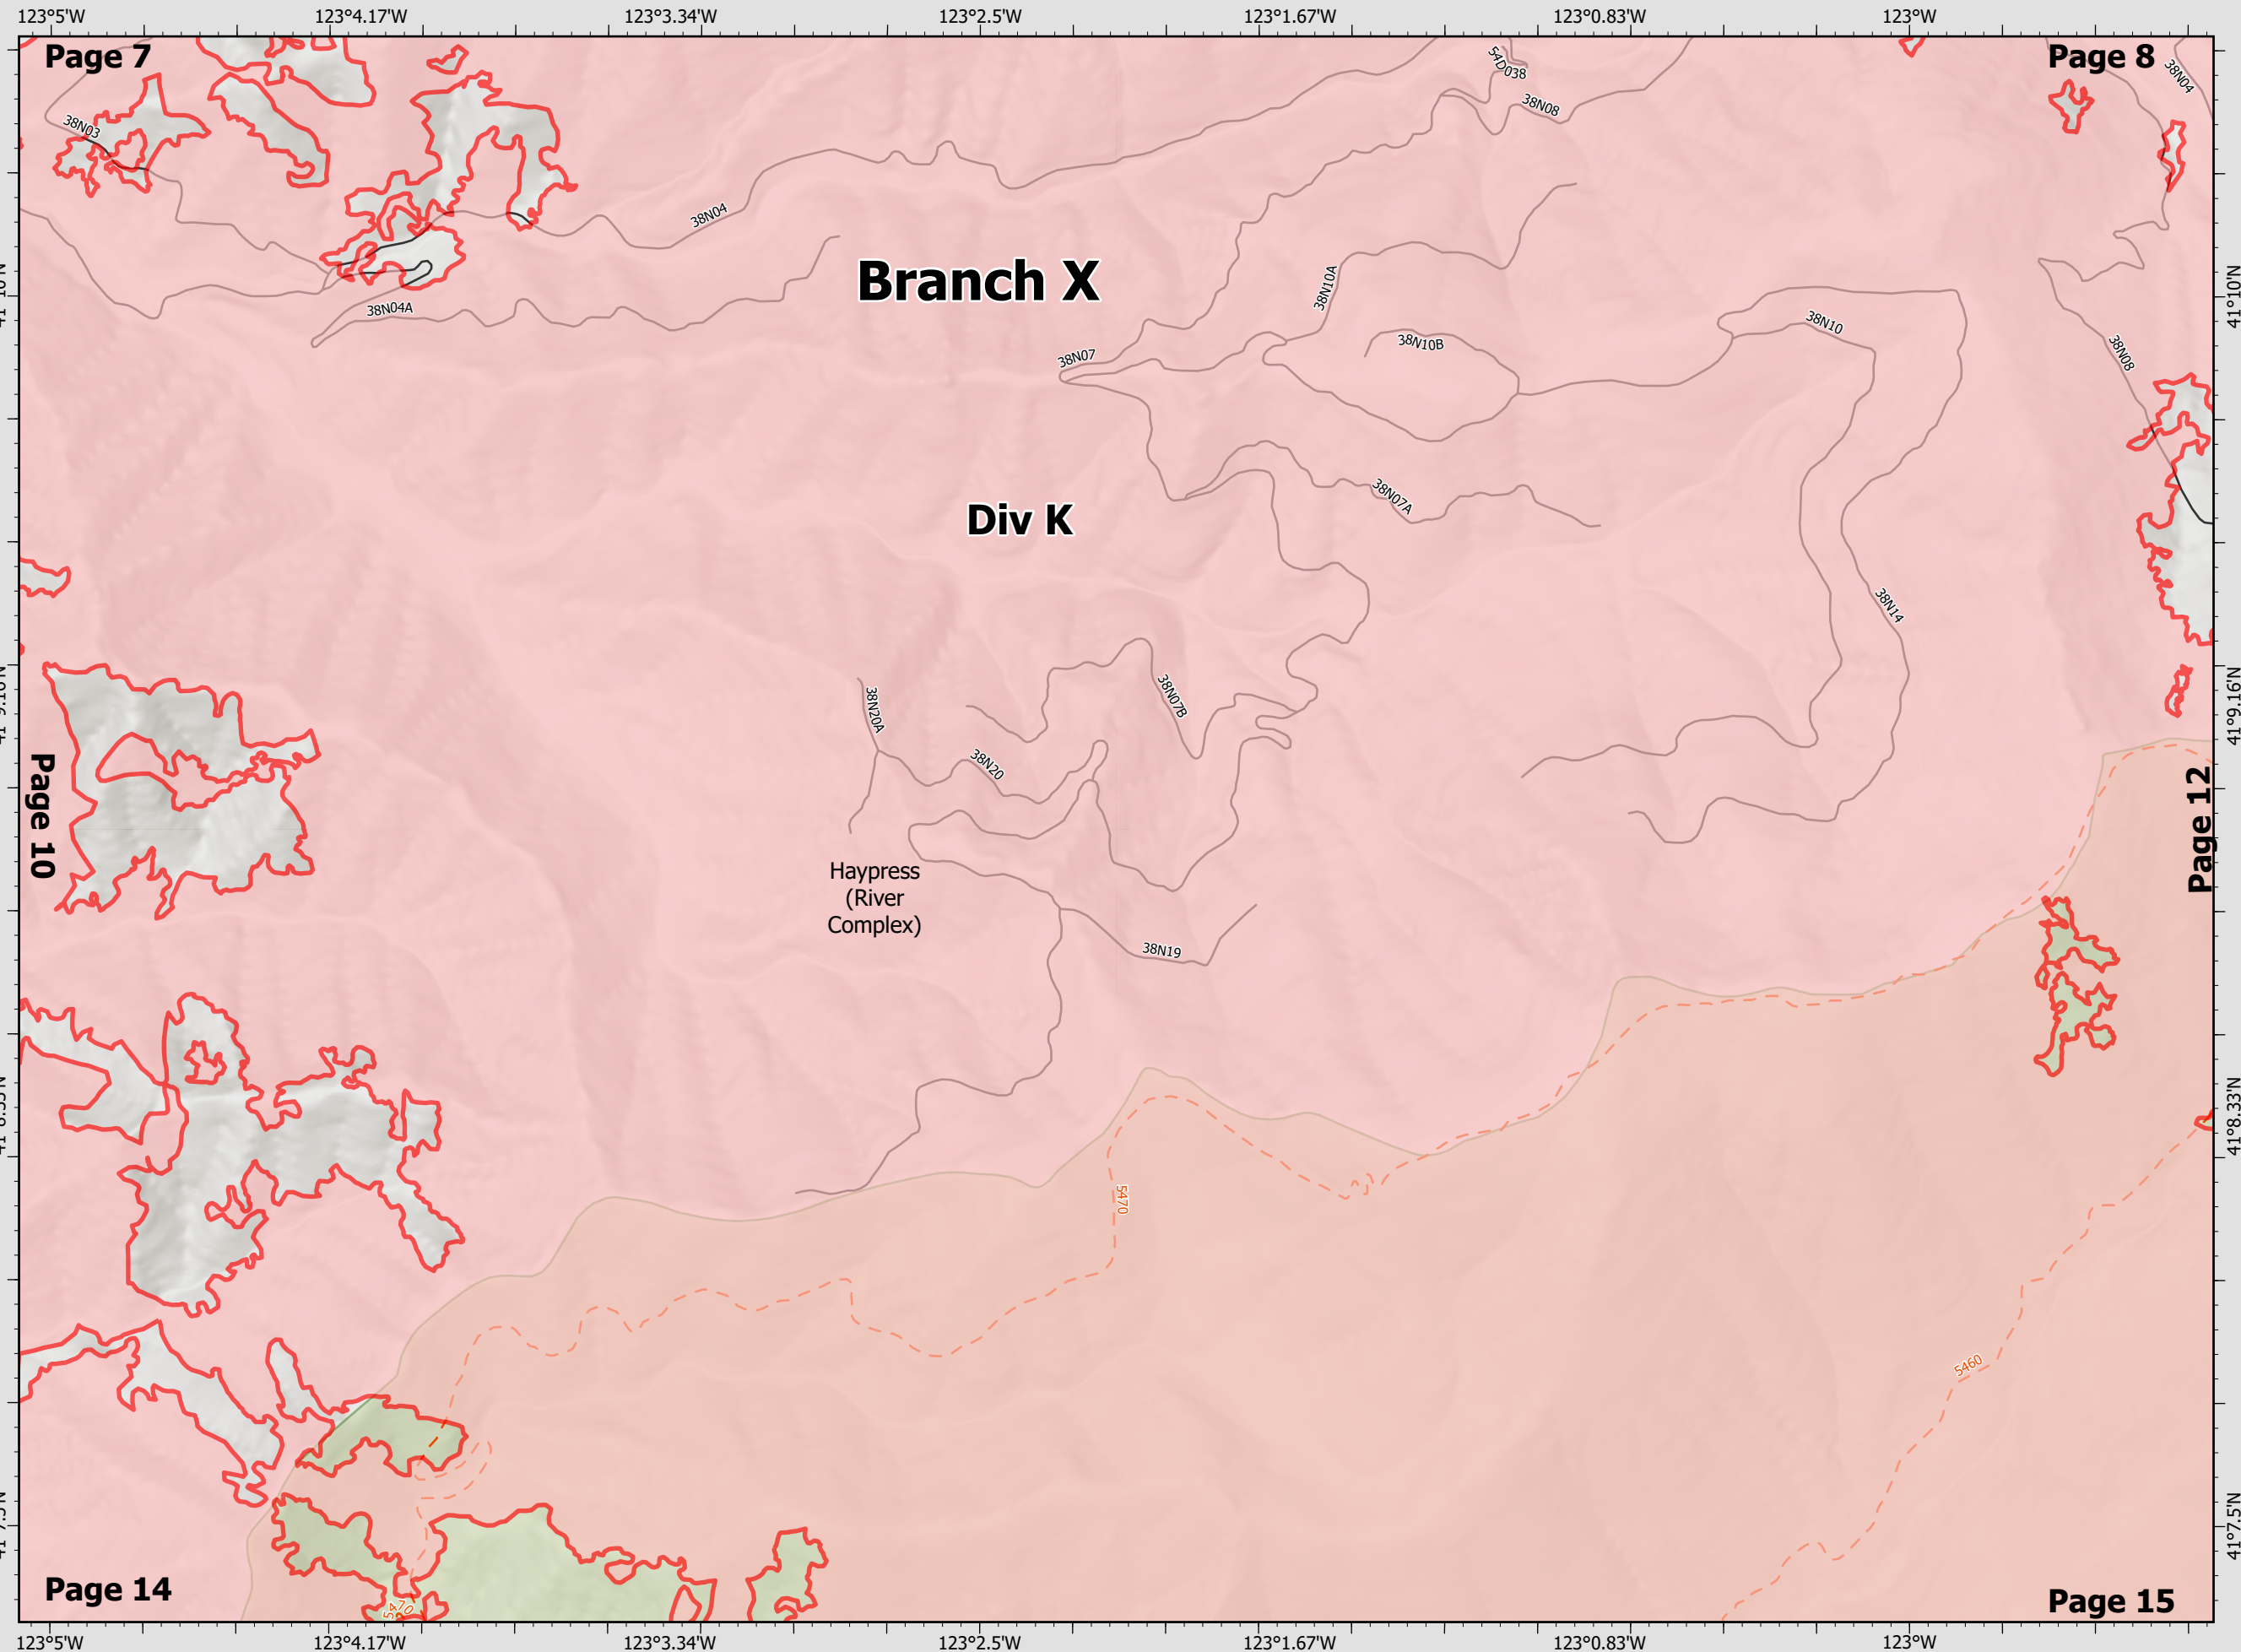 123°5'W
123°4.17'W
123°3.34'W
123°2.5'W
123°1.67'W
123°0.83'W
123°W
Page 7
Page 8
54D038
38N04
38N08
38N03
38N04
Branch X
38N10A
41°10'N
38N04A
38N10
38N10B
38N07
38N08
Div K
38N07A
38N14
41°9.16'N
38N20A
38N07B
38N20
Page 10
Page 12
Haypress
(River
Complex)
38N19
41°8.33'N
5470
5460
41°7.5'N
Page 14
5470
Page 15
123°5'W
123°4.17'W
123°3.34'W
123°2.5'W
123°1.67'W
123°0.83'W
123°W